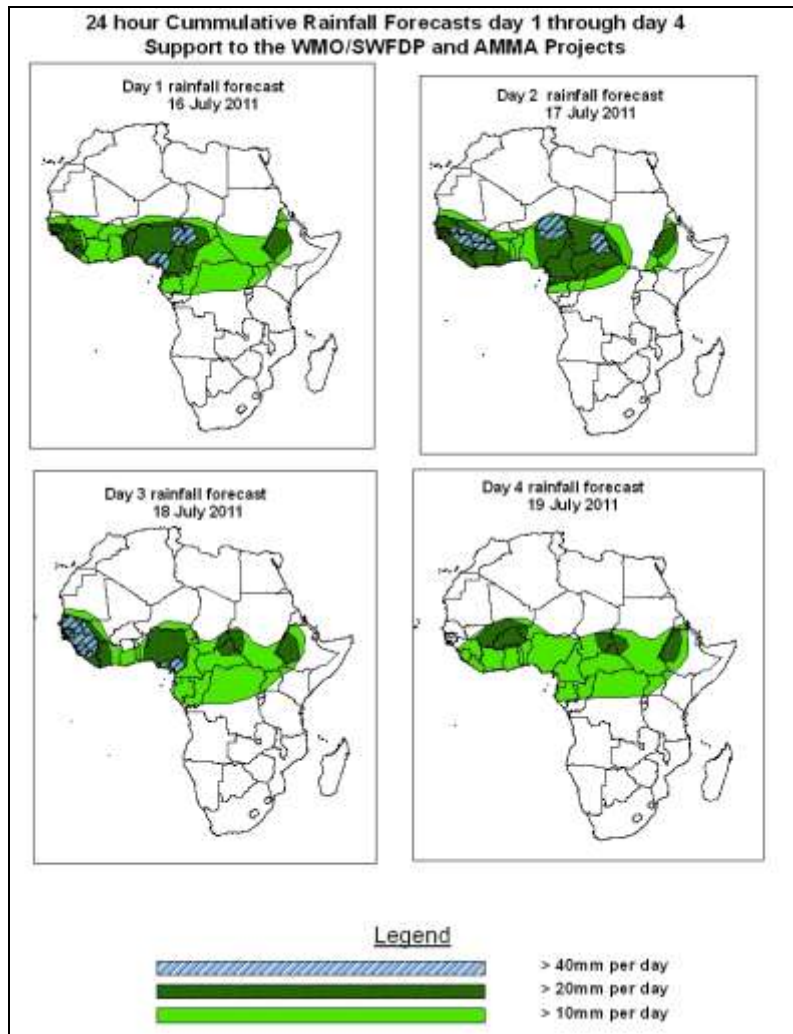 24 hour Cummulative Rainfall Forecasts day 1 through day 4
Support to the WMO/SWFDP and AMMA Projects
Day 1 rainfall forecast
16 July 2011
Day 2 rainfall forecast
17 July 2011
Day 3 rainfall forecast
18 July 2011
Day 4 rainfall forecast
19 July 2011
Legend
> 40mm per day
> 20mm per day
> 10mm per day